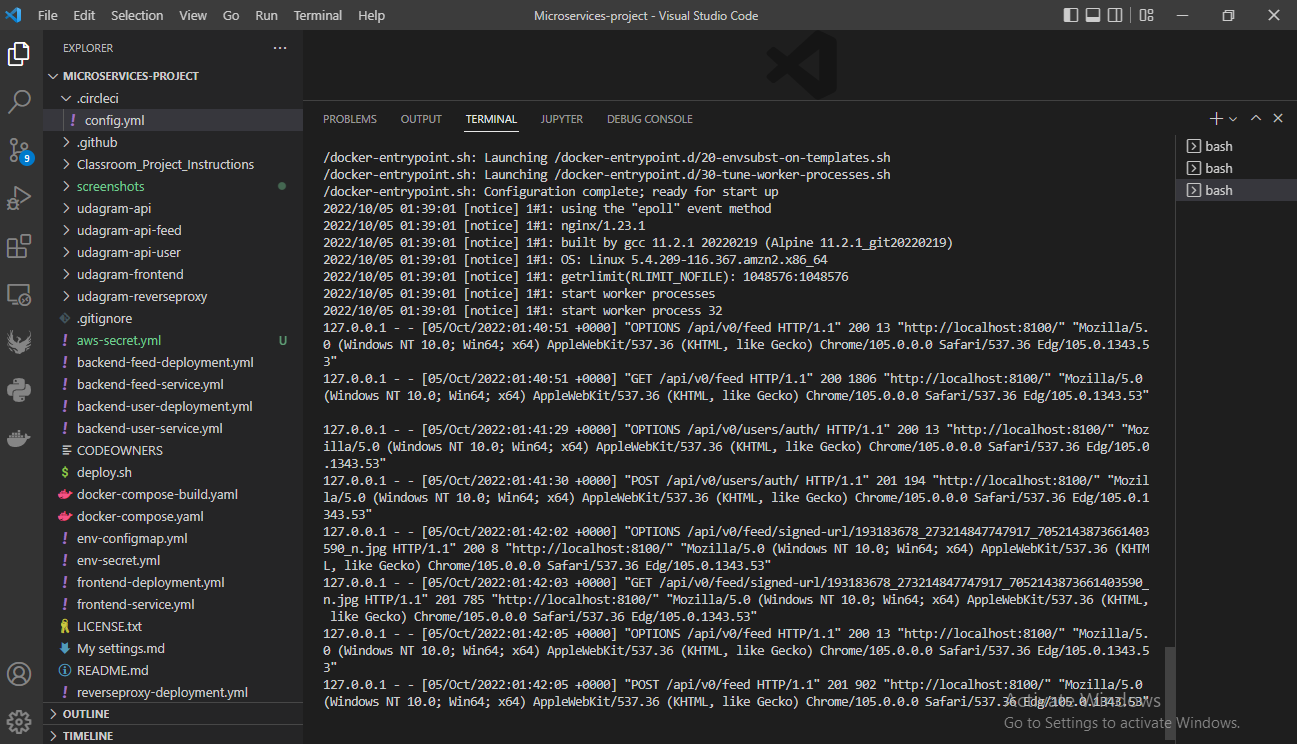 File Edit Selection View Go Run Terminal Help Microservices-project - Visual Studio Code
EXPLORER
MICROSERVICES-PROJECT
.circleci
! config.yml
.github
Classroom_Project_Instructions
screenshots
udagram-api
udagram-api-feed
udagram-api-user
udagram-frontend
udagram-reverseproxy
.gitignore
! aws-secret.yml U
! backend-feed-deployment.yml
! backend-feed-service.yml
! backend-user-deployment.yml
! backend-user-service.yml
CODEOWNERS
$ deploy.sh
docker-compose-build.yaml
docker-compose.yaml
! env-configmap.yml
! env-secret.yml
! frontend-deployment.yml
! frontend-service.yml
LICENSE.txt
My settings.md
README.md
! reverseproxy-deployment.yml
OUTLINE
TIMELINE
9
PROBLEMS OUTPUT TERMINAL JUPYTER DEBUG CONSOLE
/docker-entrypoint.sh: Launching /docker-entrypoint.d/20-envsubst-on-templates.sh
/docker-entrypoint.sh: Launching /docker-entrypoint.d/30-tune-worker-processes.sh
/docker-entrypoint.sh: Configuration complete; ready for start up
2022/10/05 01:39:01 [notice] 1#1: using the "epoll" event method
2022/10/05 01:39:01 [notice] 1#1: nginx/1.23.1
2022/10/05 01:39:01 [notice] 1#1: built by gcc 11.2.1 20220219 (Alpine 11.2.1_git20220219)
2022/10/05 01:39:01 [notice] 1#1: OS: Linux 5.4.209-116.367.amzn2.x86_64
2022/10/05 01:39:01 [notice] 1#1: getrlimit(RLIMIT_NOFILE): 1048576:1048576
2022/10/05 01:39:01 [notice] 1#1: start worker processes
2022/10/05 01:39:01 [notice] 1#1: start worker process 32
127.0.0.1 - - [05/Oct/2022:01:40:51 +0000] "OPTIONS /api/v0/feed HTTP/1.1" 200 13 "http://localhost:8100/" "Mozilla/5.
0 (Windows NT 10.0; Win64; x64) AppleWebKit/537.36 (KHTML, like Gecko) Chrome/105.0.0.0 Safari/537.36 Edg/105.0.1343.5
3"
127.0.0.1 - - [05/Oct/2022:01:40:51 +0000] "GET /api/v0/feed HTTP/1.1" 200 1806 "http://localhost:8100/" "Mozilla/5.0
(Windows NT 10.0; Win64; x64) AppleWebKit/537.36 (KHTML, like Gecko) Chrome/105.0.0.0 Safari/537.36 Edg/105.0.1343.53"
127.0.0.1 - - [05/Oct/2022:01:41:29 +0000] "OPTIONS /api/v0/users/auth/ HTTP/1.1" 200 13 "http://localhost:8100/" "Moz
illa/5.0 (Windows NT 10.0; Win64; x64) AppleWebKit/537.36 (KHTML, like Gecko) Chrome/105.0.0.0 Safari/537.36 Edg/105.0
.1343.53"
127.0.0.1 - - [05/Oct/2022:01:41:30 +0000] "POST /api/v0/users/auth/ HTTP/1.1" 201 194 "http://localhost:8100/" "Mozil
la/5.0 (Windows NT 10.0; Win64; x64) AppleWebKit/537.36 (KHTML, like Gecko) Chrome/105.0.0.0 Safari/537.36 Edg/105.0.1
343.53"
127.0.0.1 - - [05/Oct/2022:01:42:02 +0000] "OPTIONS /api/v0/feed/signed-url/193183678_273214847747917_7052143873661403
590_n.jpg HTTP/1.1" 200 8 "http://localhost:8100/" "Mozilla/5.0 (Windows NT 10.0; Win64; x64) AppleWebKit/537.36 (KHTM
L, like Gecko) Chrome/105.0.0.0 Safari/537.36 Edg/105.0.1343.53"
127.0.0.1 - - [05/Oct/2022:01:42:03 +0000] "GET /api/v0/feed/signed-url/193183678_273214847747917_7052143873661403590_
n.jpg HTTP/1.1" 201 785 "http://localhost:8100/" "Mozilla/5.0 (Windows NT 10.0; Win64; x64) AppleWebKit/537.36 (KHTML,
like Gecko) Chrome/105.0.0.0 Safari/537.36 Edg/105.0.1343.53"
127.0.0.1 - - [05/Oct/2022:01:42:05 +0000] "OPTIONS /api/v0/feed HTTP/1.1" 200 13 "http://localhost:8100/" "Mozilla/5.
0 (Windows NT 10.0; Win64; x64) AppleWebKit/537.36 (KHTML, like Gecko) Chrome/105.0.0.0 Safari/537.36 Edg/105.0.1343.5
3"
127.0.0.1 - - [05/Oct/2022:01:42:05 +0000] "POST /api/v0/feed HTTP/1.1" 201 902 "http://localhost:8100/" "Mozilla/5.0
(Windows NT 10.0; Win64; x64) AppleWebKit/537.36 (KHTML, like Gecko) Chrome/105.0.0.0 Safari/537.36 Edg/105.0.1343.53"
bash
bash
bash
Activate Windows
Go to Settings to activate Windows.